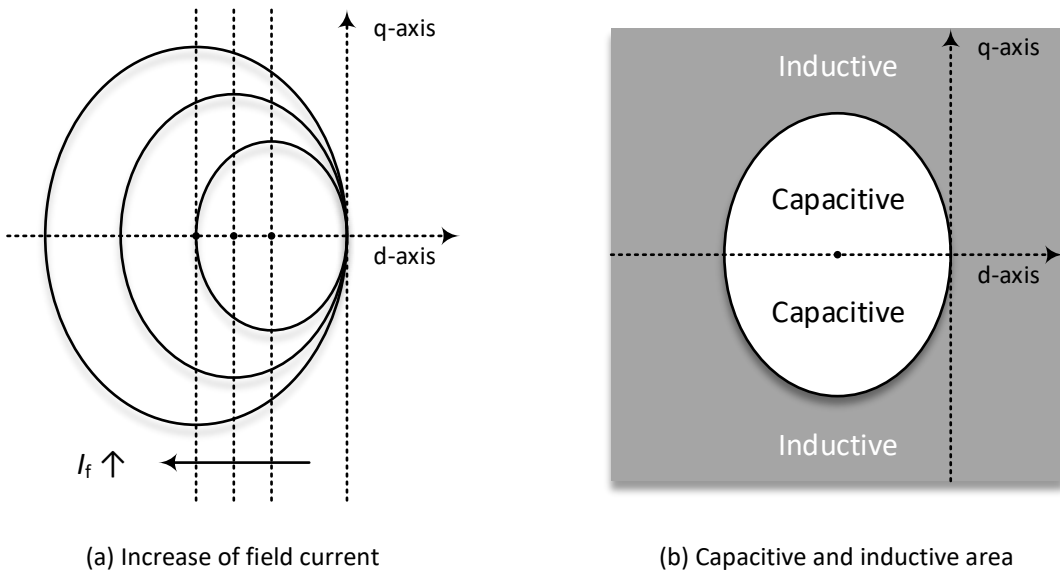 q-axis
d-axis
If ↑
(a) Increase of field current
q-axis
Inductive
Capacitive
d-axis
Capacitive
Inductive
(b) Capacitive and inductive area